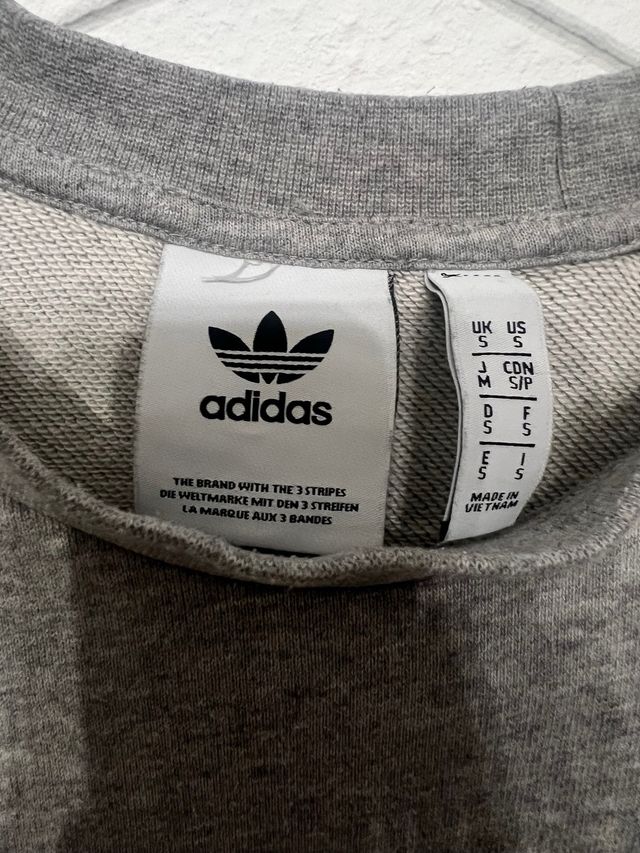 adidas
THE BRAND WITH THE 3 STRIPES
DIE WELTMARKE MIT DEN 3 STREIFEN
LA MARQUE AUX 3 BANDES
UK US
S S
J CDN
M S/P
D F
S S
E I
S S
MADE IN
VIETNAM